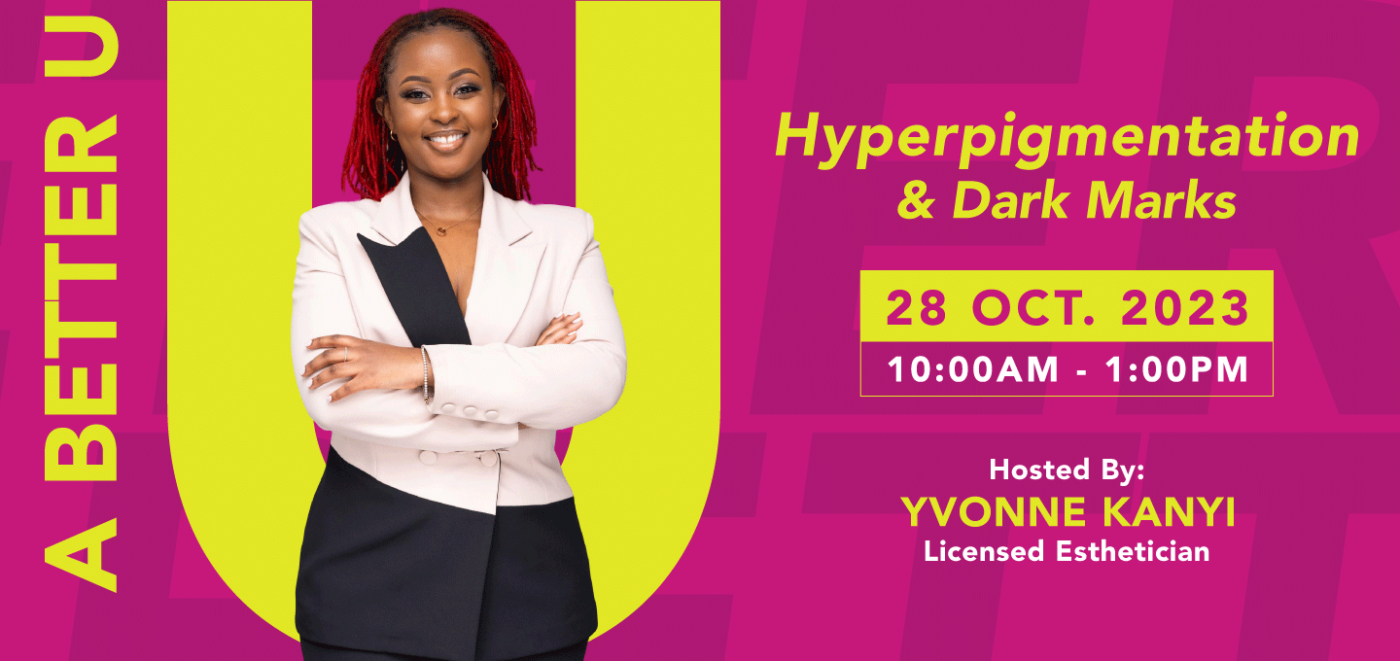 A BETTER U
Hyperpigmentation
& Dark Marks
28 OCT. 2023
10:00AM - 1:00PM
Hosted By:
YVONNE KANYI
Licensed Esthetician